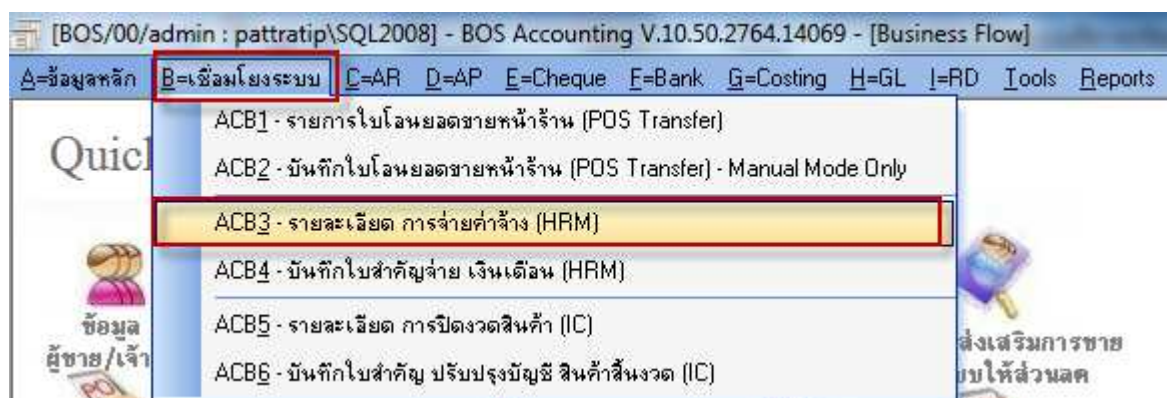 [BOS/00/admin : pattratip\SQL2008] - BOS Accounting V.10.50.2764.14069 - [Business Flow]
A=ข้อมูลหลัก B=เชื่อมโยงระบบ C=AR D=AP E=Cheque F=Bank G=Costing H=GL I=RD Tools Reports
ACB1 - รายการใบโอนยอดขายหน้าร้าน (POS Transfer)
ACB2 - บันทึกใบโอนยอดขายหน้าร้าน (POS Transfer) - Manual Mode Only
ACB3 - รายละเอียด การจ่ายค่าจ้าง (HRM)
ACB4 - บันทึกใบสำคัญจ่าย เงินเดือน (HRM)
ACB5 - รายละเอียด การปิดงวดสินค้า (IC)
ACB6 - บันทึกใบสำคัญ ปรับปรุงบัญชี สินค้าสิ้นงวด (IC)
Quic
ข้อมูล
ผู้ขาย/เจ้า
ส่งเสริมการขาย
ให้ส่วนลด
PO